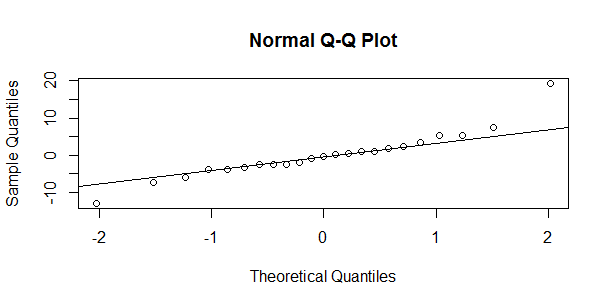 Normal Q-Q Plot
Sample Quantiles
20
10
0
-10
-2 -1 0 1 2
Theoretical Quantiles